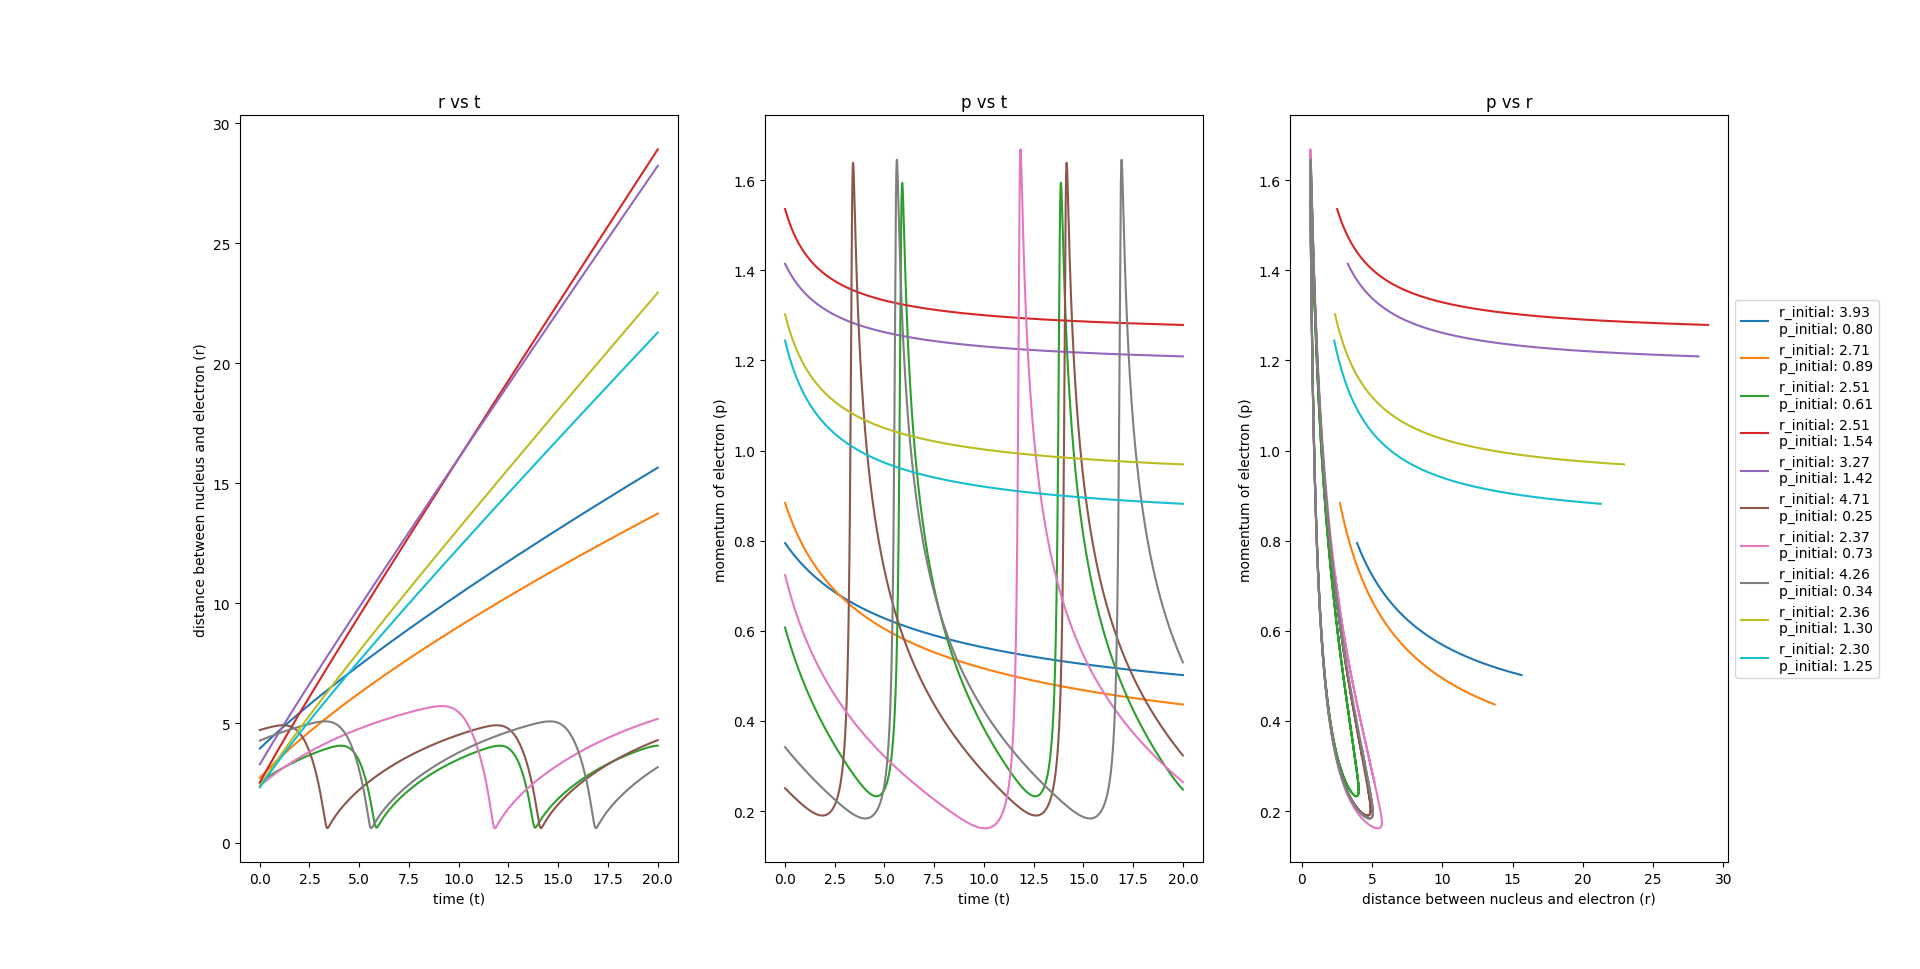 r vs t
30
25
20
15
10
5
0
distance between nucleus and electron (r)
0.0 2.5 5.0 7.5 10.0 12.5 15.0 17.5 20.0
time (t)
p vs t
1.6
1.4
1.2
1.0
0.8
0.6
0.4
0.2
momentum of electron (p)
0.0 2.5 5.0 7.5 10.0 12.5 15.0 17.5 20.0
time (t)
p vs r
1.6
1.4
1.2
1.0
0.8
0.6
0.4
0.2
momentum of electron (p)
0 5 10 15 20 25 30
distance between nucleus and electron (r)
r_initial: 3.93
p_initial: 0.80
r_initial: 2.71
p_initial: 0.89
r_initial: 2.51
p_initial: 0.61
r_initial: 2.51
p_initial: 1.54
r_initial: 3.27
p_initial: 1.42
r_initial: 4.71
p_initial: 0.25
r_initial: 2.37
p_initial: 0.73
r_initial: 4.26
p_initial: 0.34
r_initial: 2.36
p_initial: 1.30
r_initial: 2.30
p_initial: 1.25